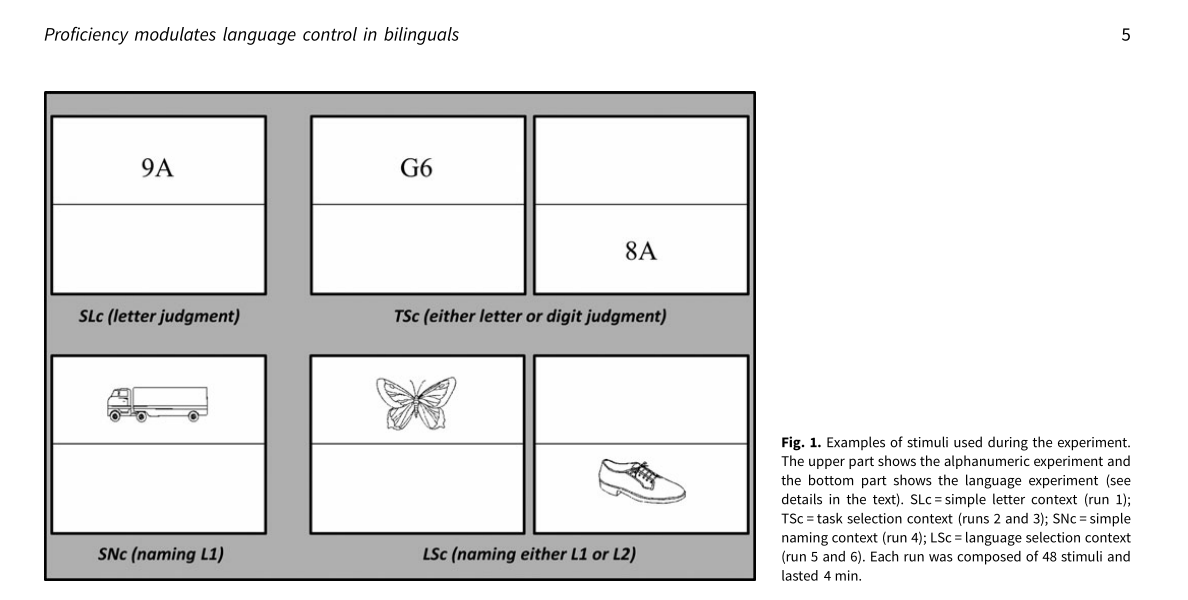 Proficiency modulates language control in bilinguals
5
9A
G6
8A
SLc (letter judgment)
TSc (either letter or digit judgment)
SNc (naming L1)
LSc (naming either L1 or L2)
Fig. 1. Examples of stimuli used during the experiment.
The upper part shows the alphanumeric experiment and
the bottom part shows the language experiment (see
details in the text). SLc = simple letter context (run 1);
TSc = task selection context (runs 2 and 3); SNc = simple
naming context (run 4); LSc = language selection context
(run 5 and 6). Each run was composed of 48 stimuli and
lasted 4 min.